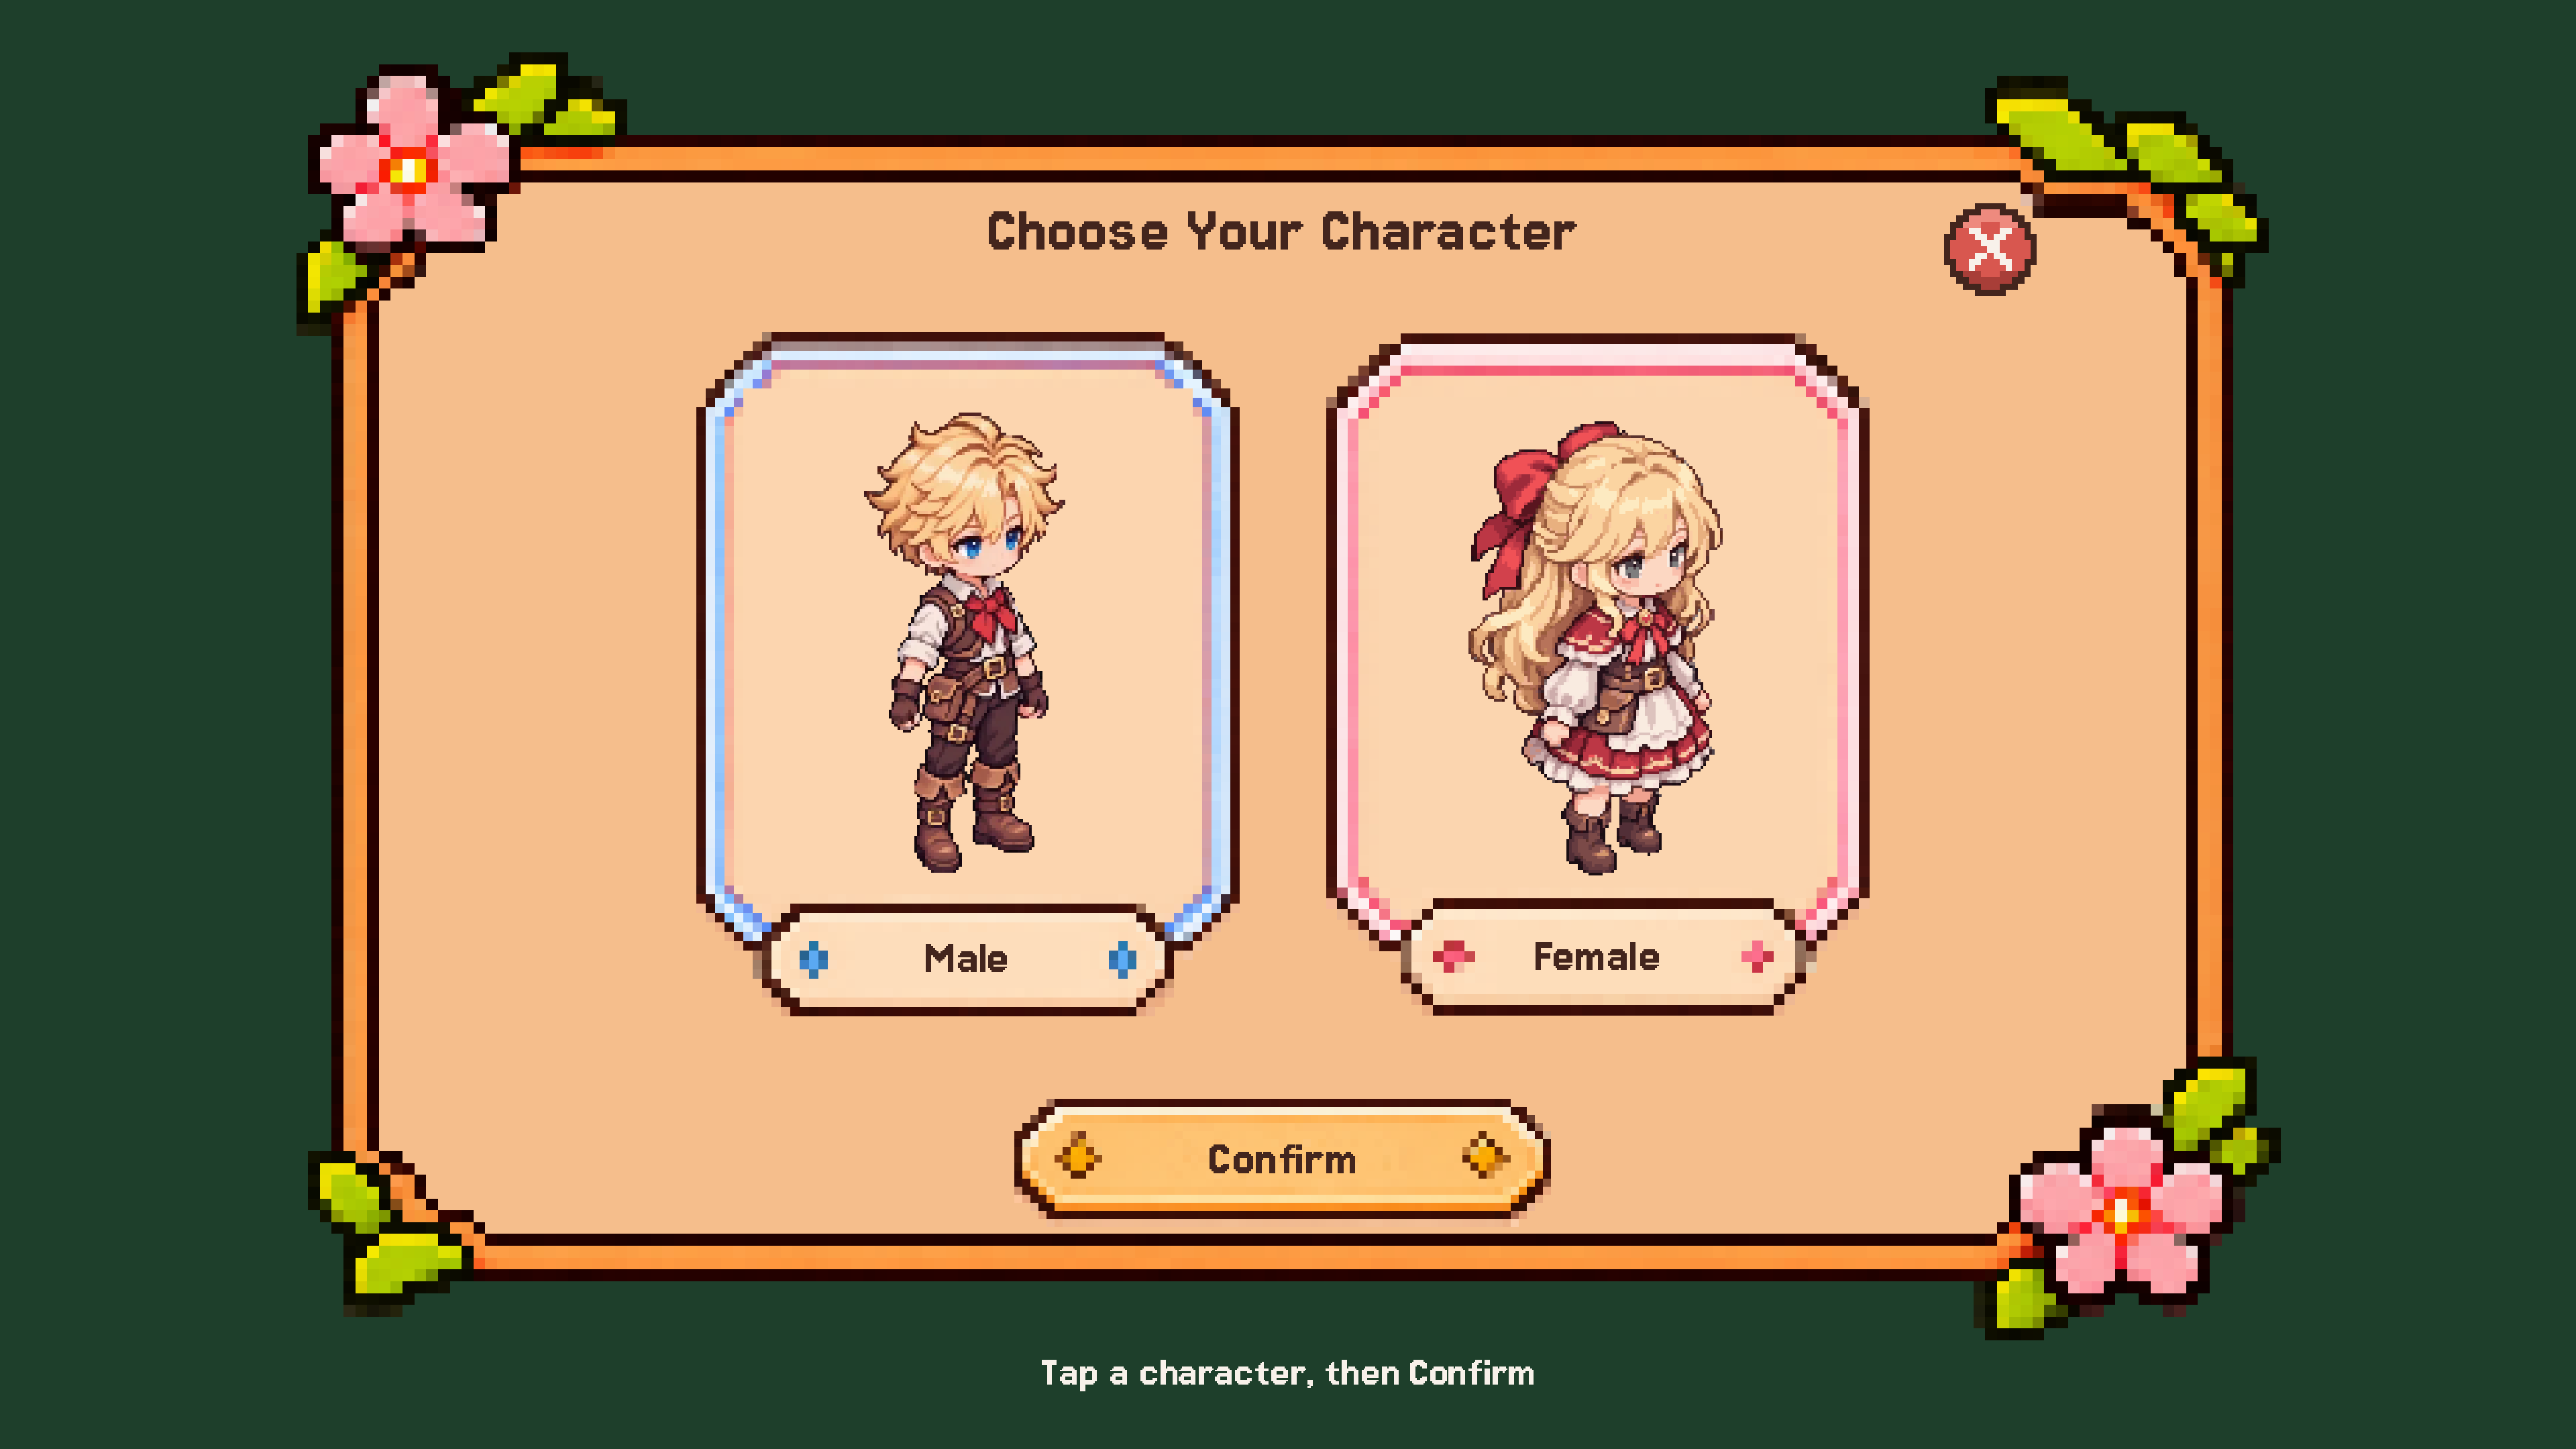 Choose Your Character
Male
Female
Confirm
Tap a character, then Confirm